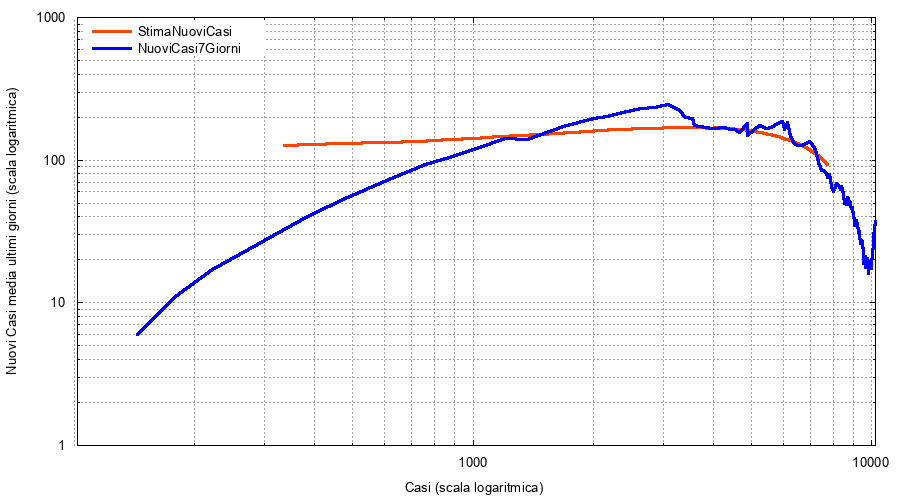 1000
StimaNuoviCasi
NuoviCasi7Giorni
100
10
1
1000
10000
Nuovi Casi media ultimi giorni (scala logaritmica)
Casi (scala logaritmica)